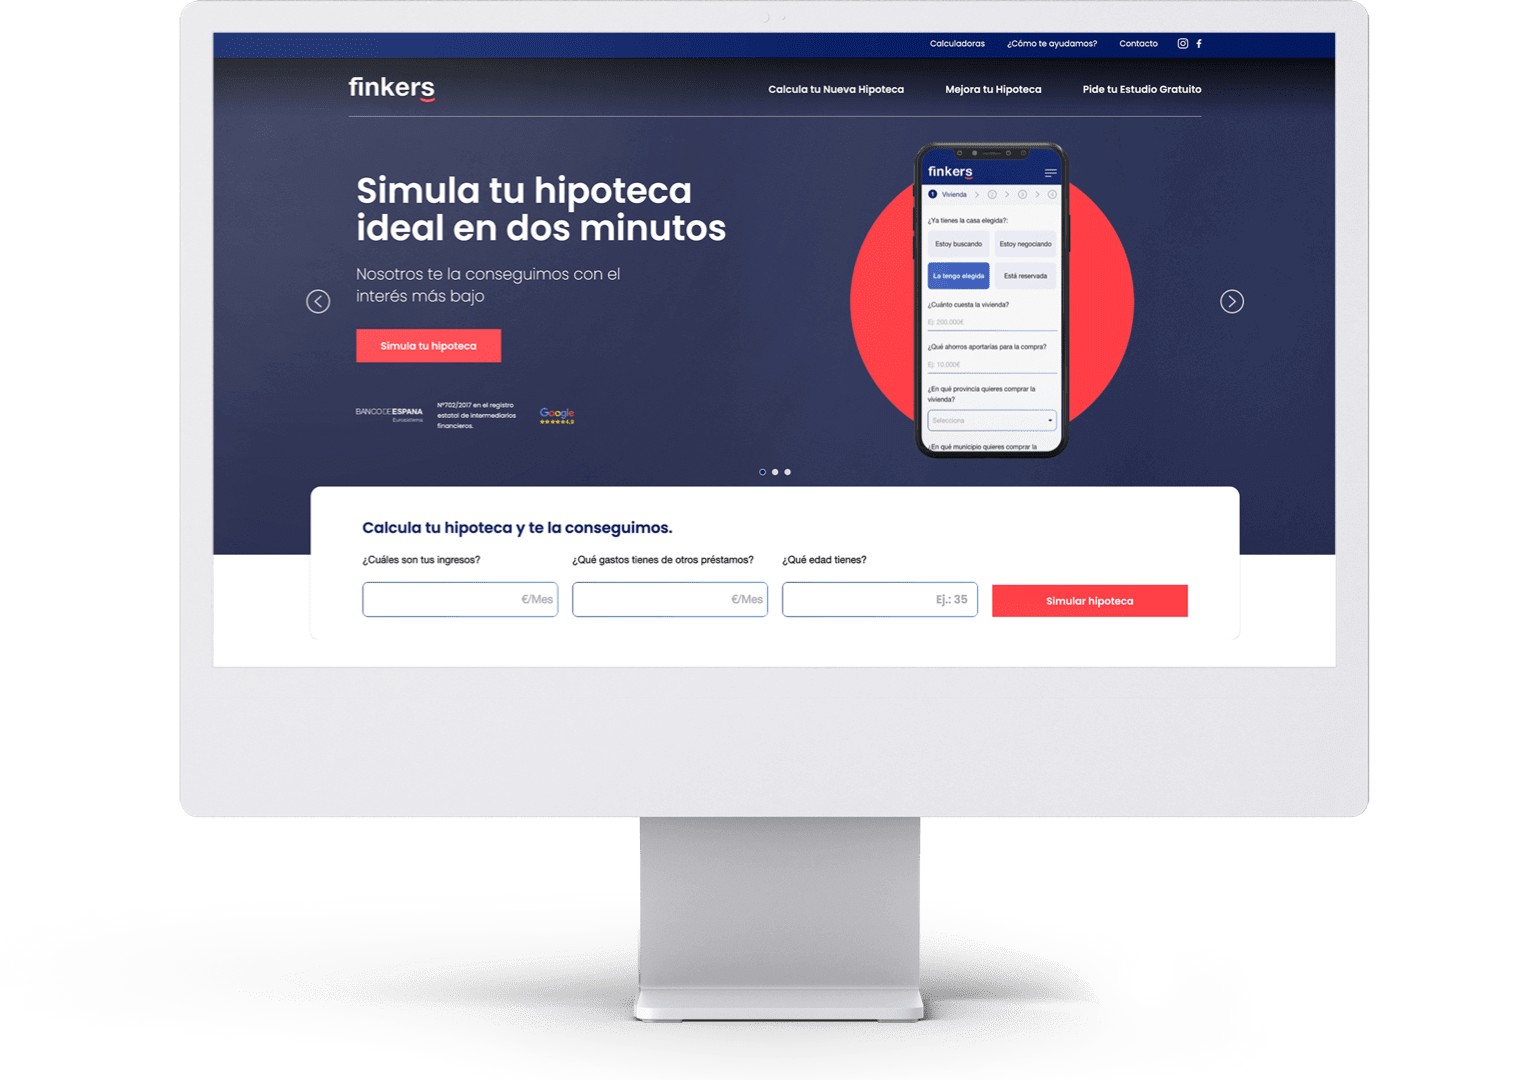 Calculadoras ¿Cómo te ayudamos? Contacto
finkers
Calcula tu Nueva Hipoteca Mejora tu Hipoteca Pide tu Estudio Gratuito
Simula tu hipoteca
ideal en dos minutos
Nosotros te la conseguimos con el
interés más bajo
Simula tu hipoteca
BANCODEESPAÑA
Eurosistema
Nº702/2017 en el registro
estatal de intermediarios
financieros.
Google
4,9
finkers
1 Vivienda 2 3 4
¿Ya tienes la casa elegida?:
Estoy buscando Estoy negociando
La tengo elegida Está reservada
¿Cuánto cuesta la vivienda?
Ej: 200.000€
¿Qué ahorros aportarías para la compra?
Ej: 10.000€
¿En qué provincia quieres comprar la
vivienda?
Selecciona
¿En qué municipio quieres comprar la
Calcula tu hipoteca y te la conseguimos.
¿Cuáles son tus ingresos? ¿Qué gastos tienes de otros préstamos? ¿Qué edad tienes?
€/Mes €/Mes Ej.: 35 Simular hipoteca